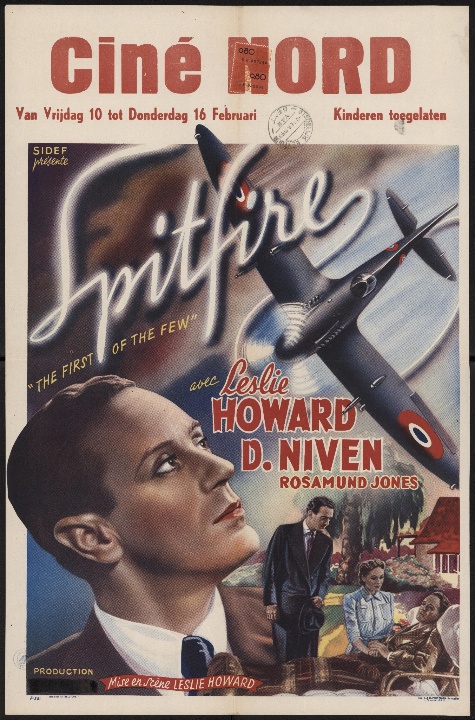 Ciné NORD
Van Vrijdag 10 tot Donderdag 16 Februari
Kinderen toegelaten
SIDEF
présente
Spitfire
"THE FIRST OF THE FEW"
avec Leslie
HOWARD
D. NIVEN
ROSAMUND JONES
PRODUCTION
Mise en Scène LESLIE HOWARD